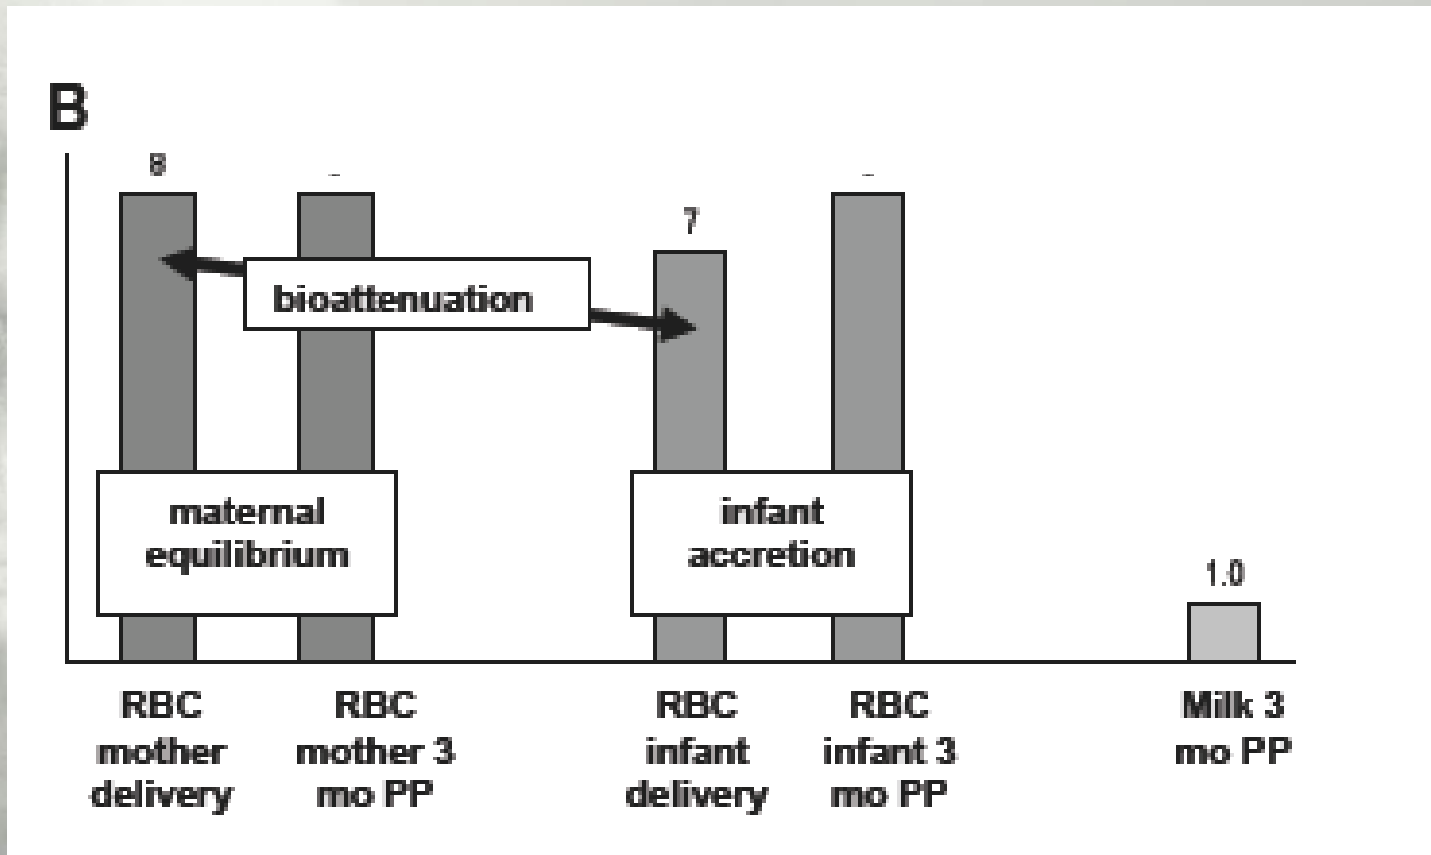 B
8
7
bioattenuation
maternal
equilibrium
infant
accretion
1.0
RBC
mother
delivery
RBC
mother 3
mo PP
RBC
infant
delivery
RBC
infant 3
mo PP
Milk 3
mo PP